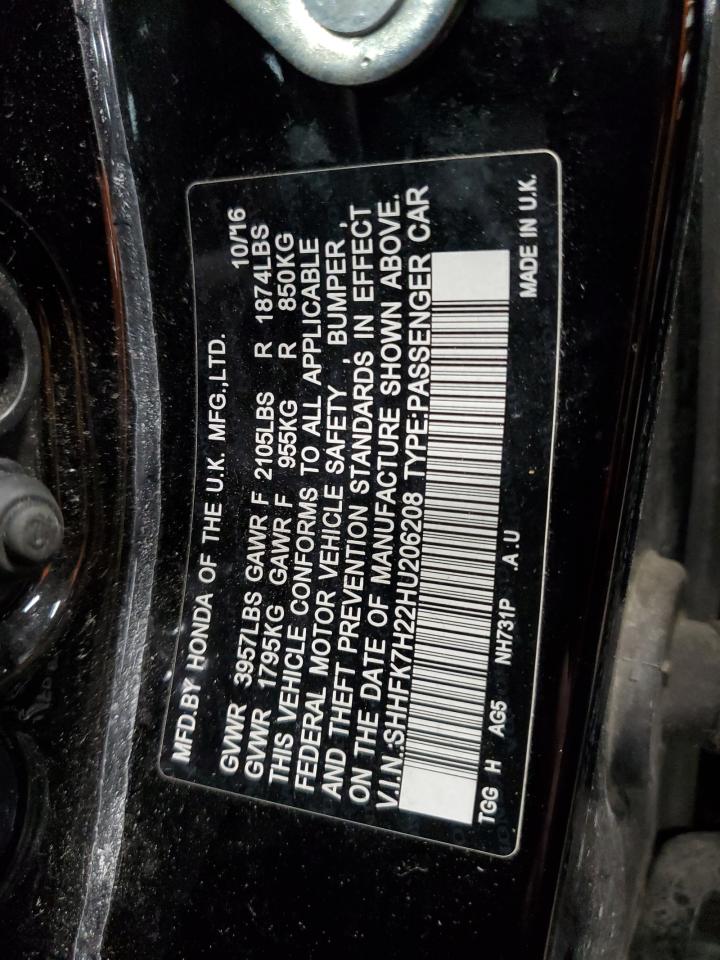 MFD.BY HONDA OF THE U.K. MFG.,LTD. 10/16
GVWR 3957LBS GAWR F 2105LBS R 1874LBS
GVWR 1795KG GAWR F 955KG R 850KG
THIS VEHICLE CONFORMS TO ALL APPLICABLE
FEDERAL MOTOR VEHICLE SAFETY , BUMPER ,
AND THEFT PREVENTION STANDARDS IN EFFECT
ON THE DATE OF MANUFACTURE SHOWN ABOVE.
V.I.N.:SHHFK7H22HU206208 TYPE:PASSENGER CAR
TGG H AG5 NH731P A.U MADE IN U.K.